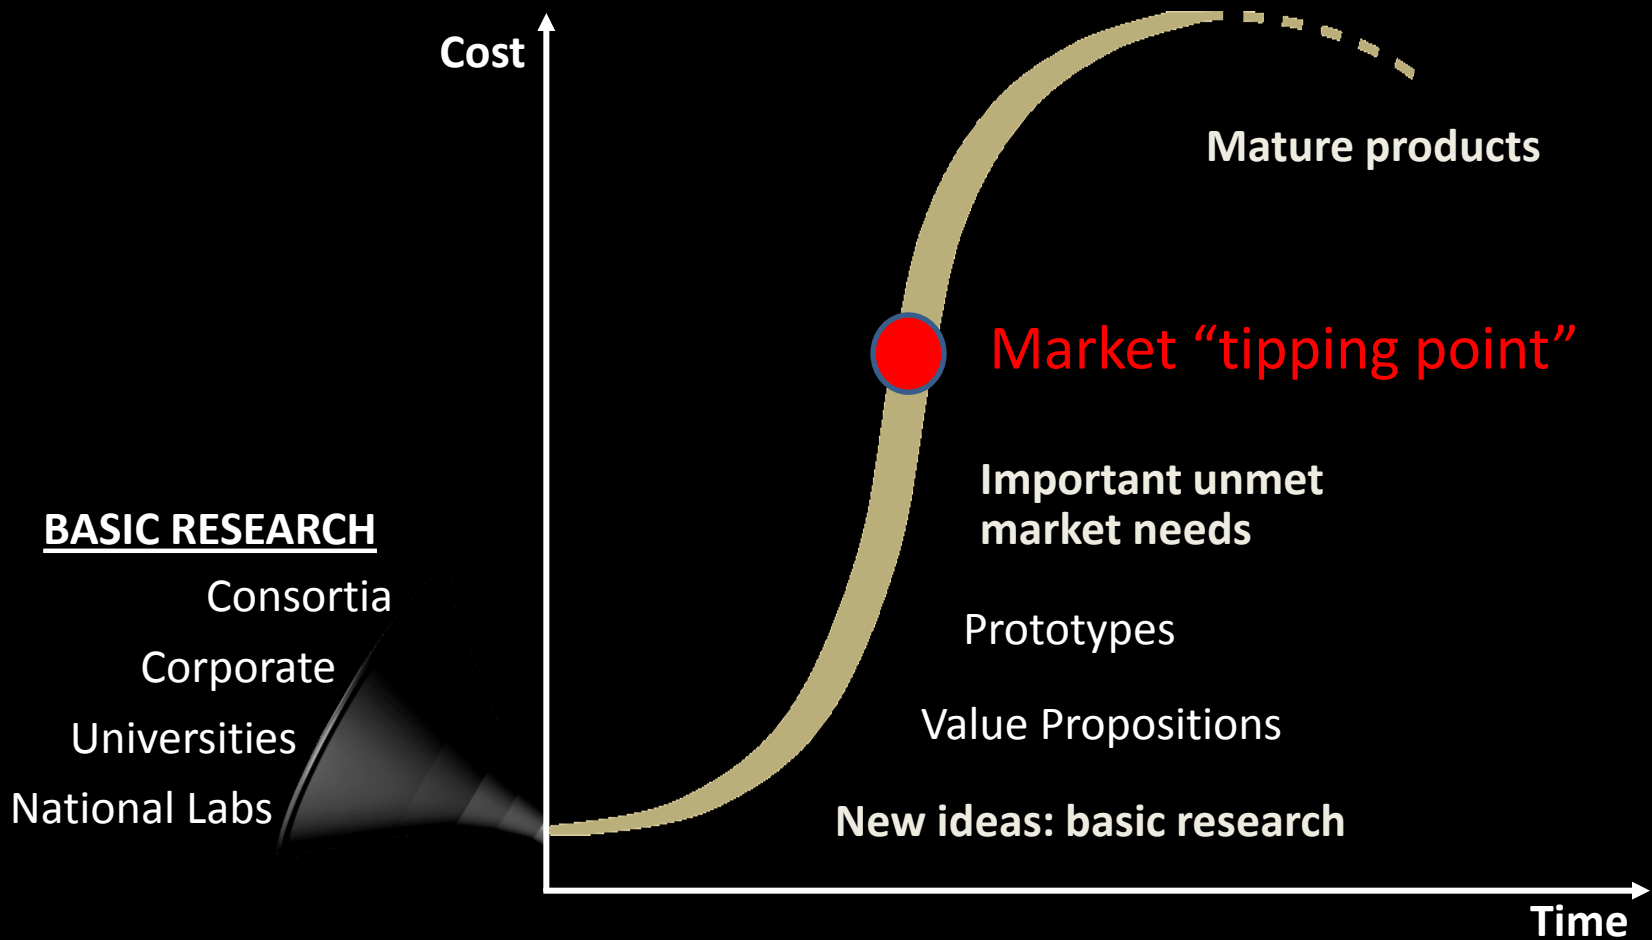 Cost
Mature products
Market “tipping point”
Important unmet
market needs
BASIC RESEARCH
Consortia
Corporate
Universities
National Labs
Prototypes
Value Propositions
New ideas: basic research
Time